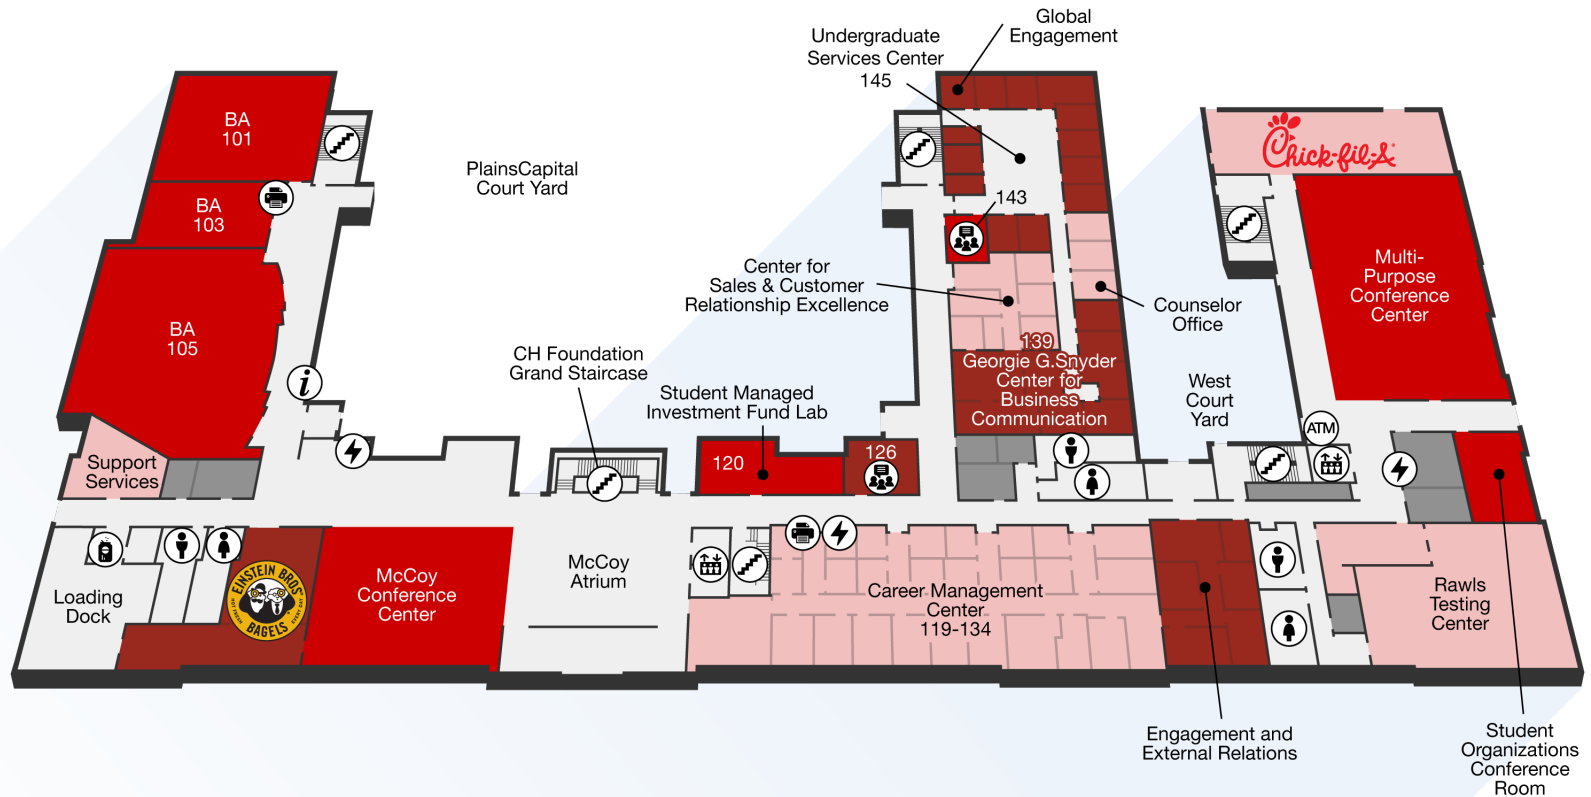 Global
Engagement
Undergraduate
Services Center
145
BA
101
PlainsCapital
Court Yard
Chick-fil-A
BA
103
143
Multi-
Purpose
Conference
Center
Center for
Sales & Customer
Relationship Excellence
Counselor
Office
BA
105
i
139
Georgie G.Snyder
Center for
Business
Communication
CH Foundation
Grand Staircase
Student Managed
Investment Fund Lab
West
Court
Yard
ATM
Support
Services
120
126
McCoy
Atrium
McCoy
Conference
Center
Loading
Dock
EINSTEIN BROS
BAGELS
Career Management
Center
119-134
Rawls
Testing
Center
Engagement and
External Relations
Student
Organizations
Conference
Room